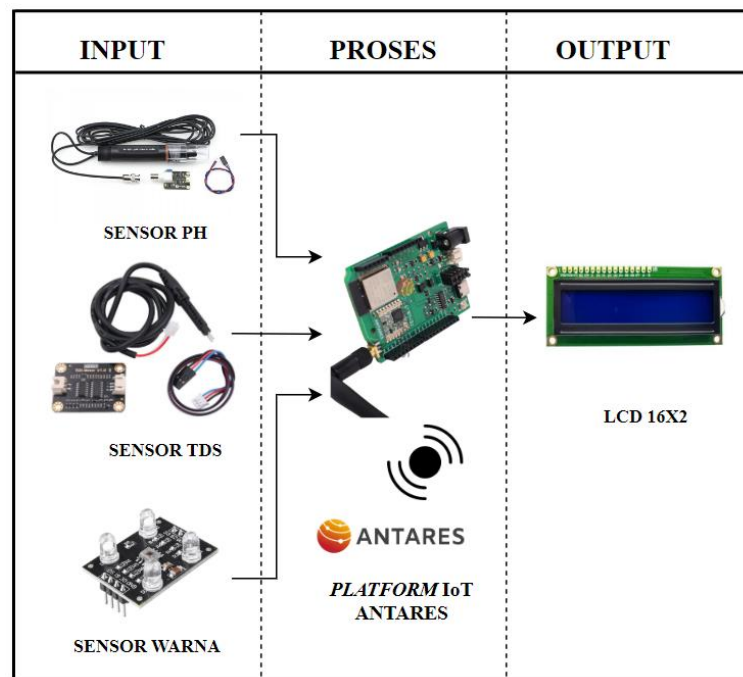 INPUT
PROSES
OUTPUT
SENSOR PH
SENSOR TDS
SENSOR WARNA
ANTARES
PLATFORM IoT
ANTARES
LCD 16X2